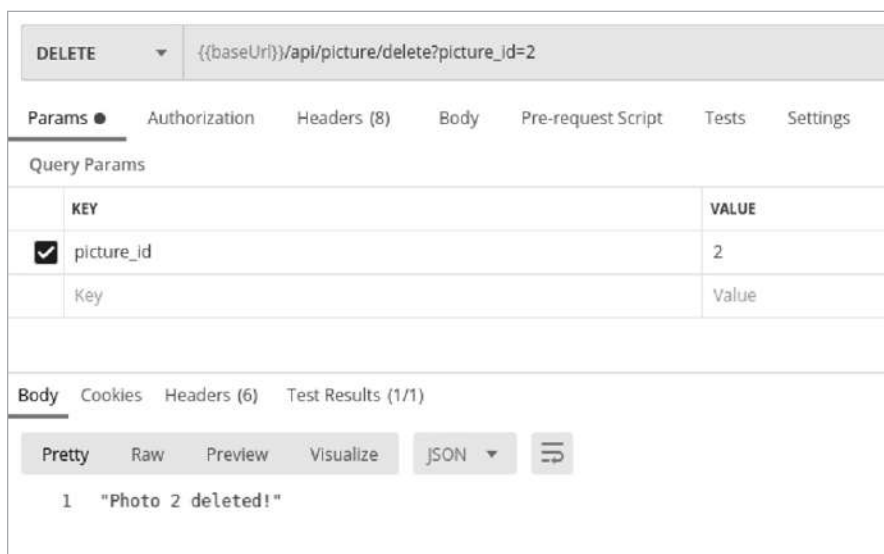 DELETE {{baseUrl}}/api/picture/delete?picture_id=2
Params Authorization Headers (8) Body Pre-request Script Tests Settings
Query Params
KEY VALUE
picture_id 2
Key Value
Body Cookies Headers (6) Test Results (1/1)
Pretty Raw Preview Visualize JSON
1 "Photo 2 deleted!"